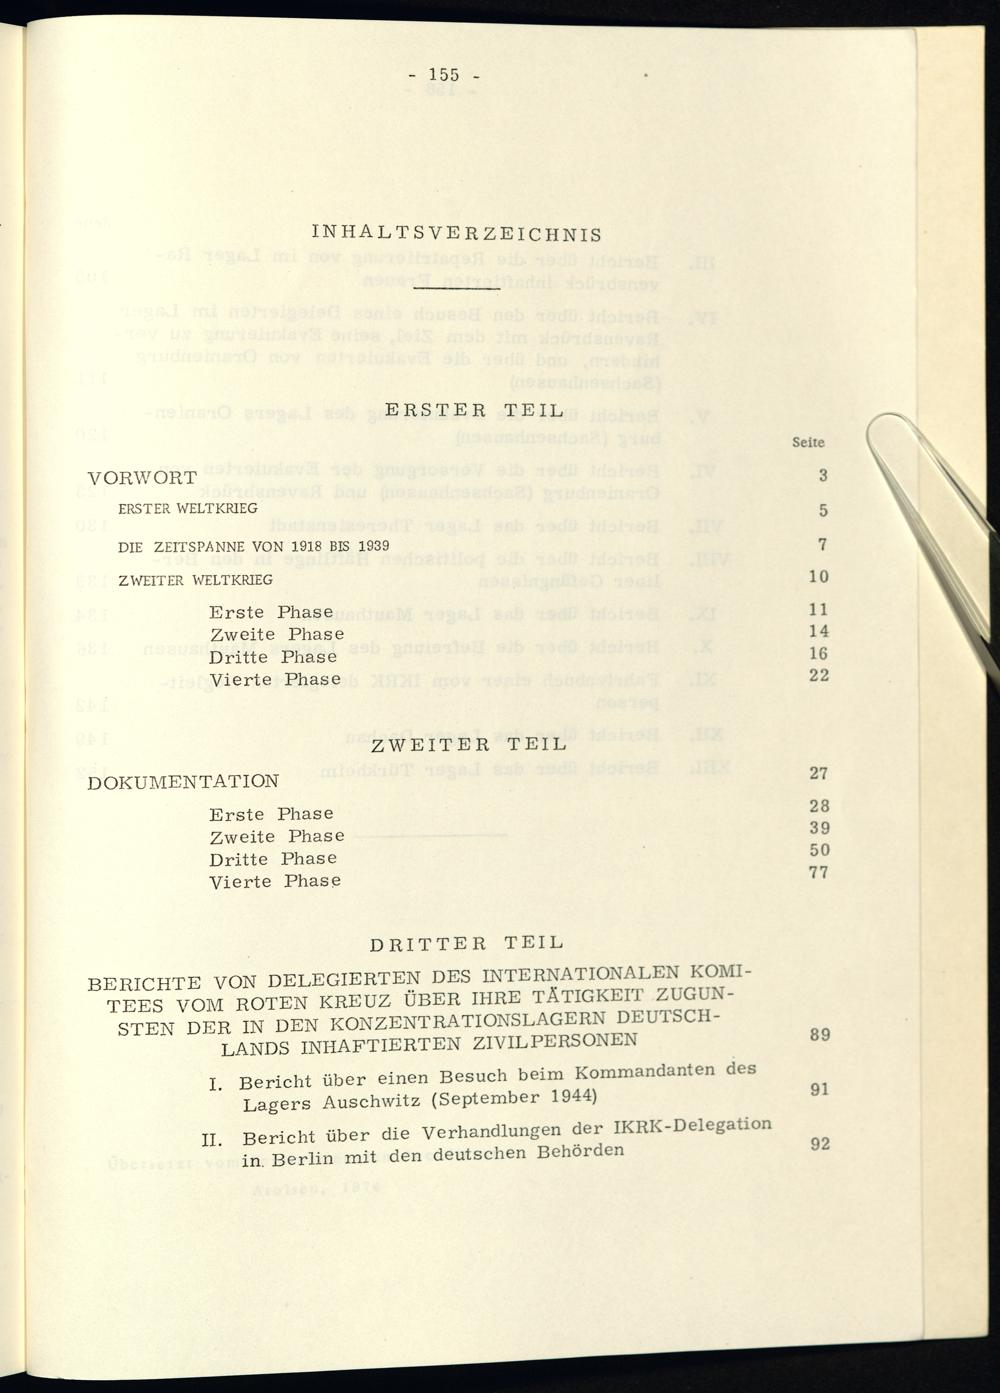 - 155 -
INHALTSVERZEICHNIS
ERSTER TEIL
Seite
VORWORT 3
ERSTER WELTKRIEG 5
DIE ZEITSPANNE VON 1918 BIS 1939 7
ZWEITER WELTKRIEG 10
Erste Phase 11
Zweite Phase 14
Dritte Phase 16
Vierte Phase 22
ZWEITER TEIL
DOKUMENTATION 27
Erste Phase 28
Zweite Phase 39
Dritte Phase 50
Vierte Phase 77
DRITTER TEIL
BERICHTE VON DELEGIERTEN DES INTERNATIONALEN KOMI-
TEES VOM ROTEN KREUZ ÜBER IHRE TÄTIGKEIT ZUGUN-
STEN DER IN DEN KONZENTRATIONSLAGERN DEUTSCH-
LANDS INHAFTIERTEN ZIVILPERSONEN 89
I. Bericht über einen Besuch beim Kommandanten des
Lagers Auschwitz (September 1944) 91
II. Bericht über die Verhandlungen der IKRK-Delegation
in Berlin mit den deutschen Behörden 92